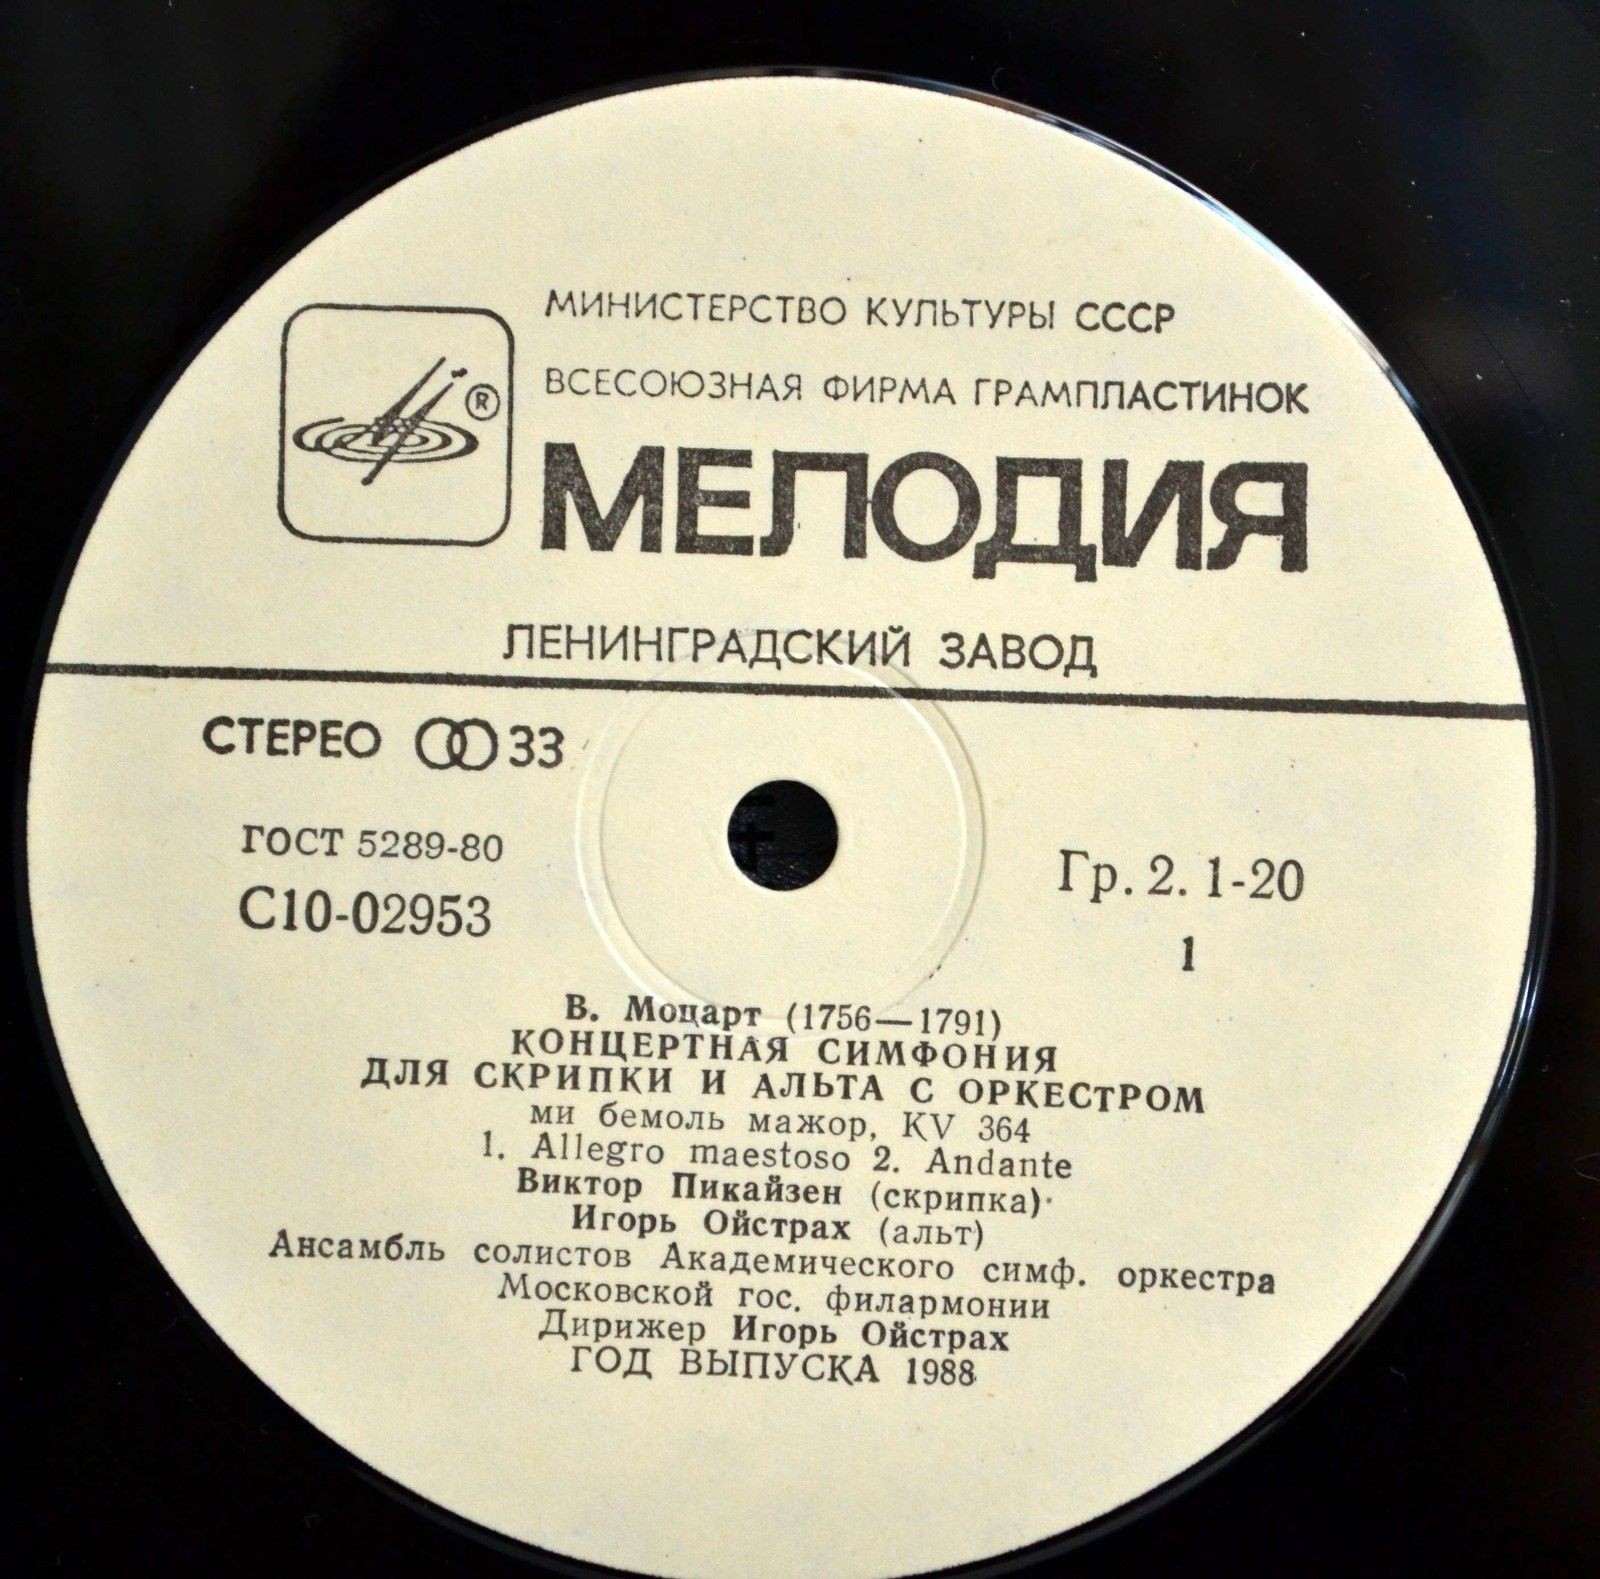 МИНИСТЕРСТВО КУЛЬТУРЫ СССР
ВСЕСОЮЗНАЯ ФИРМА ГРАМПЛАСТИНОК
®
МЕЛОДИЯ
ЛЕНИНГРАДСКИЙ ЗАВОД
СТЕРЕО 33
ГОСТ 5289-80
С10-02953
Гр. 2. 1-20
1
В. Моцарт (1756—1791)
КОНЦЕРТНАЯ СИМФОНИЯ
ДЛЯ СКРИПКИ И АЛЬТА С ОРКЕСТРОМ
ми бемоль мажор, KV 364
1. Allegro maestoso 2. Andante
Виктор Пикайзен (скрипка)
Игорь Ойстрах (альт)
Ансамбль солистов Академического симф. оркестра
Московской гос. филармонии
Дирижер Игорь Ойстрах
ГОД ВЫПУСКА 1988